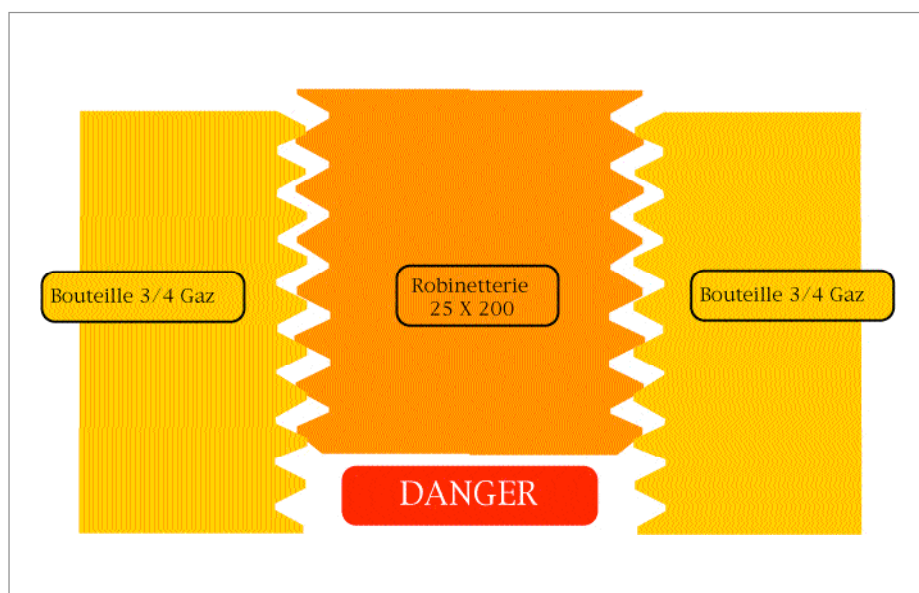 Bouteille 3/4 Gaz
Robinetterie
25 X 200
Bouteille 3/4 Gaz
DANGER